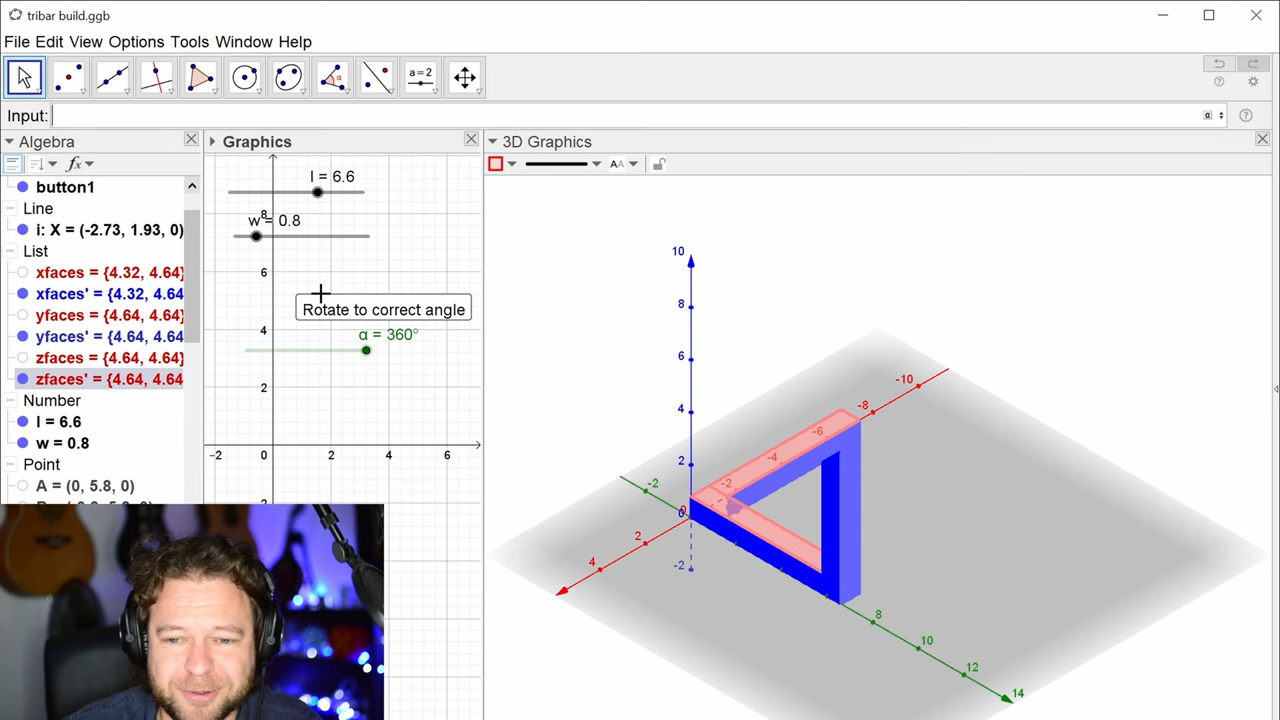 tribar build.ggb
File Edit View Options Tools Window Help
α
a=2
Input:
α
Algebra
Graphics
3D Graphics
fx
AA
button1
Line
i: X = (-2.73, 1.93, 0)
List
xfaces = {4.32, 4.64}
xfaces' = {4.32, 4.64
yfaces = {4.64, 4.64}
yfaces' = {4.64, 4.64
zfaces = {4.64, 4.64}
zfaces' = {4.64, 4.64
Number
l = 6.6
w = 0.8
Point
A = (0, 5.8, 0)
l = 6.6
8
w = 0.8
6
Rotate to correct angle
4
α = 360°
2
-2 0 2 4 6
10
8
6
4
2
0
-2
-10
-8
-6
-4
-2
0
2
4
-2
8
10
12
14